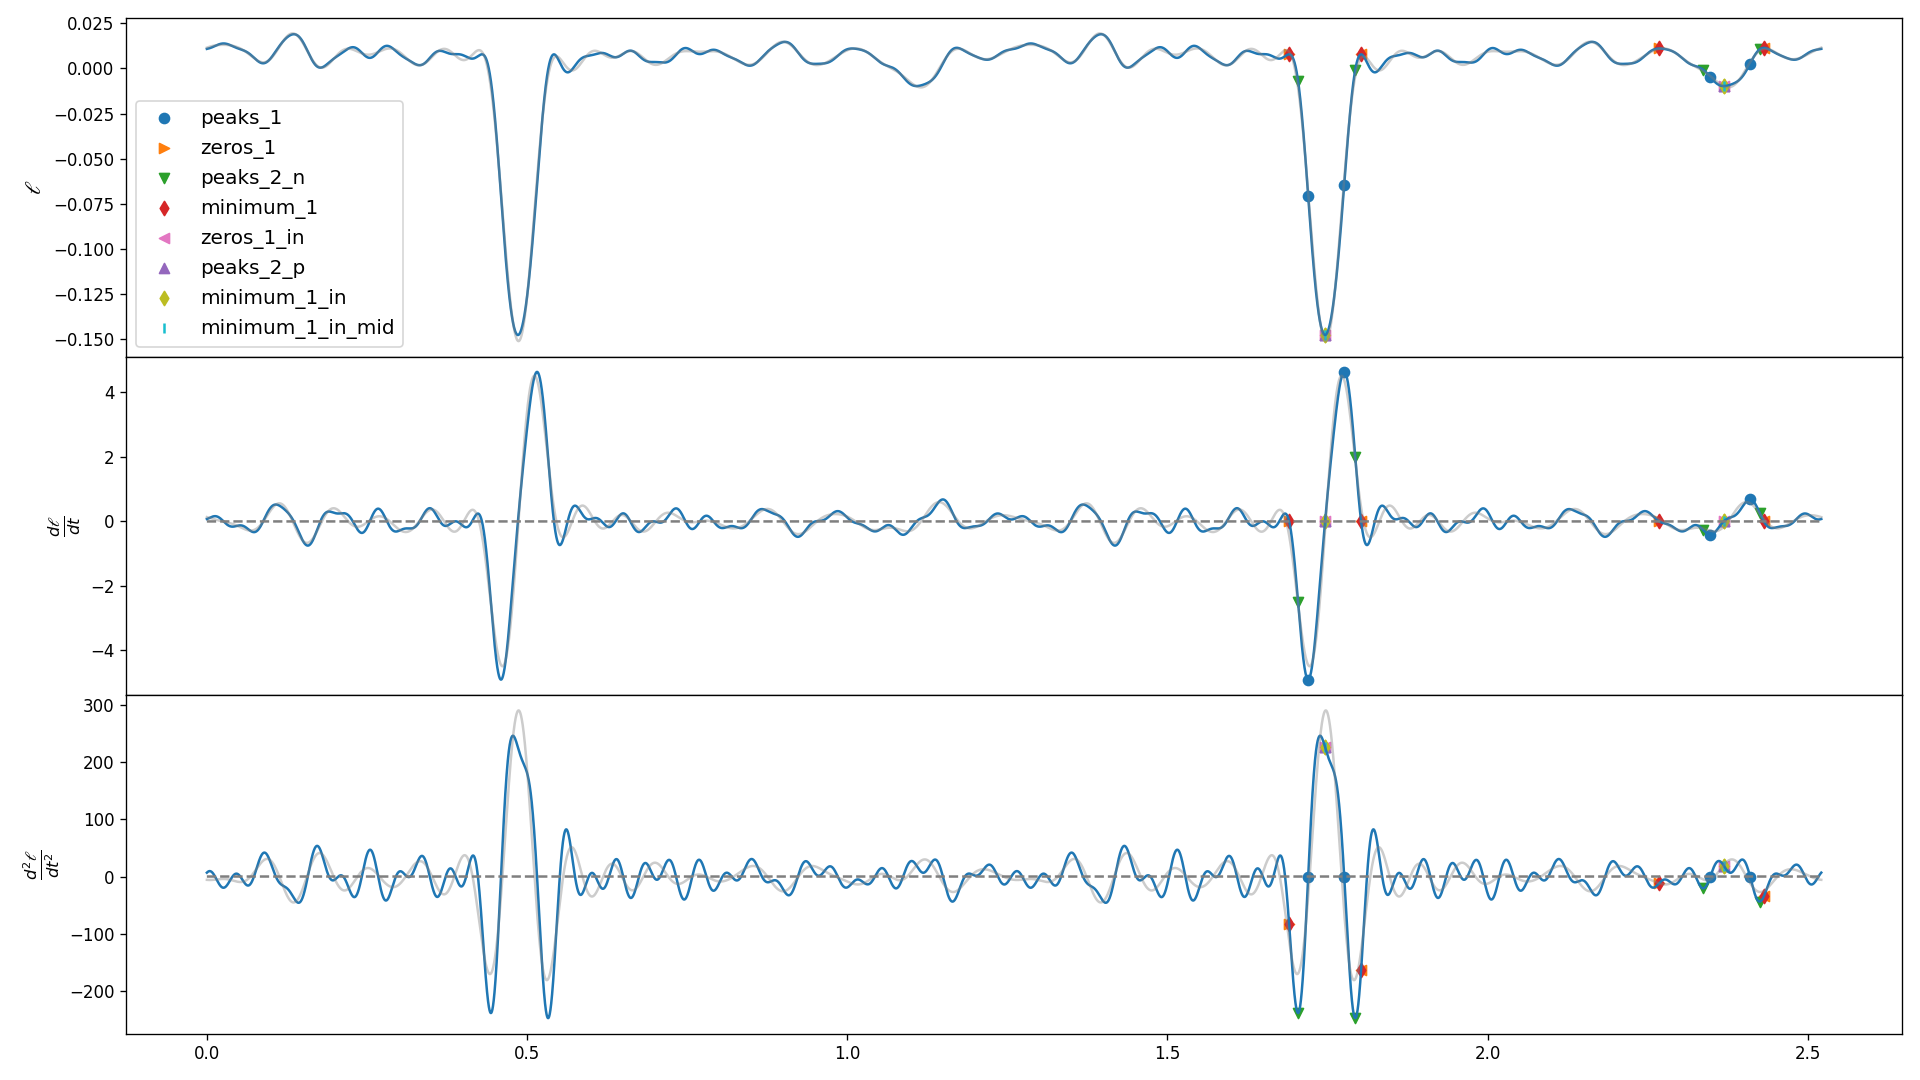 0.025
0.000
−0.025
−0.050
−0.075
−0.100
−0.125
−0.150
ℓ
peaks_1
zeros_1
peaks_2_n
minimum_1
zeros_1_in
peaks_2_p
minimum_1_in
minimum_1_in_mid
4
2
0
−2
−4
dℓ
dt
300
200
100
0
−100
−200
d²ℓ
dt²
0.0 0.5 1.0 1.5 2.0 2.5